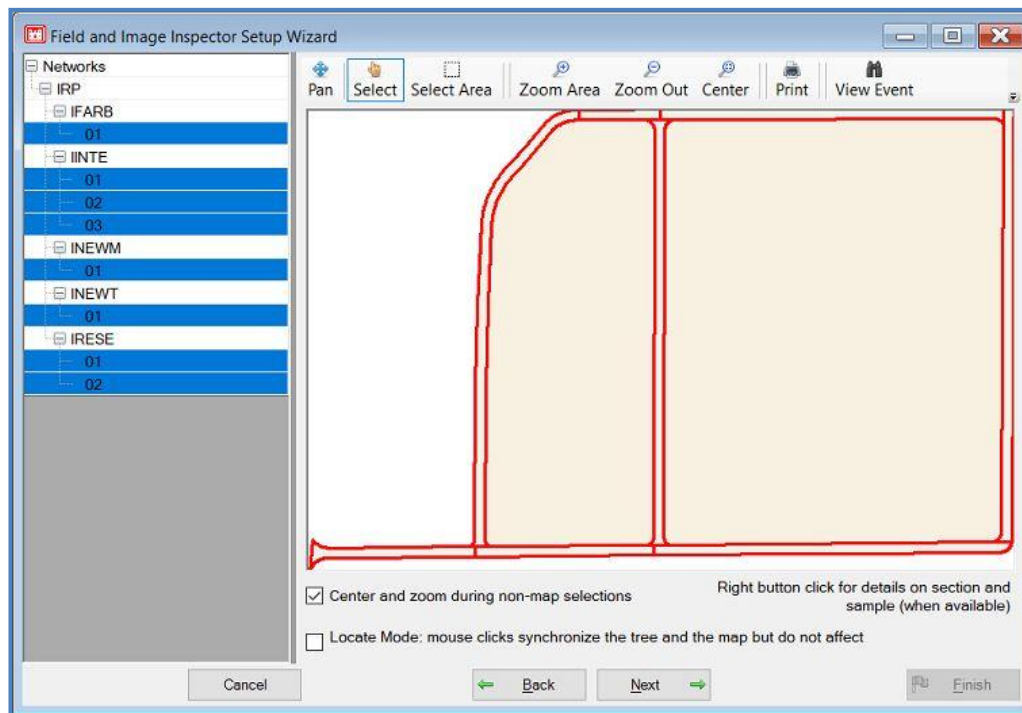 Field and Image Inspector Setup Wizard
Networks
IRP
IFARB
01
IINTE
01
02
03
INEWM
01
INEWT
01
IRESE
01
02
Pan Select Select Area Zoom Area Zoom Out Center Print View Event
Center and zoom during non-map selections
Right button click for details on section and
sample (when available)
Locate Mode: mouse clicks synchronize the tree and the map but do not affect
Cancel Back Next Finish